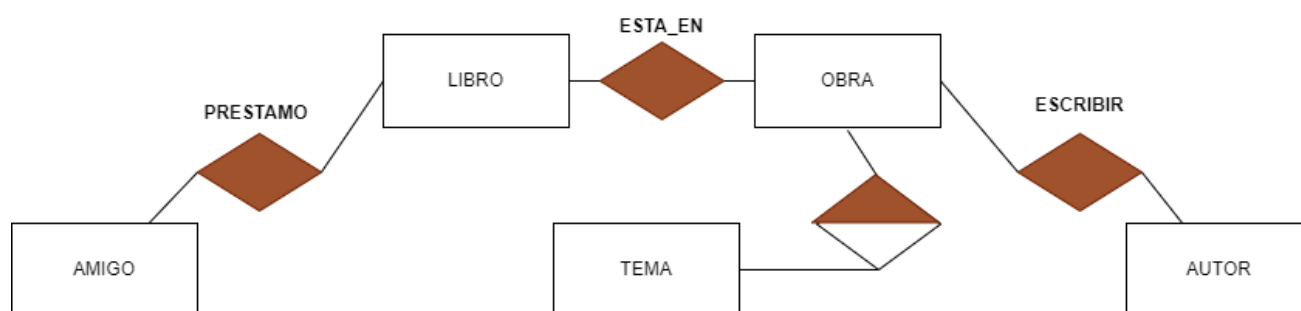 ESTA_EN
LIBRO
OBRA
PRESTAMO
ESCRIBIR
AMIGO
TEMA
AUTOR